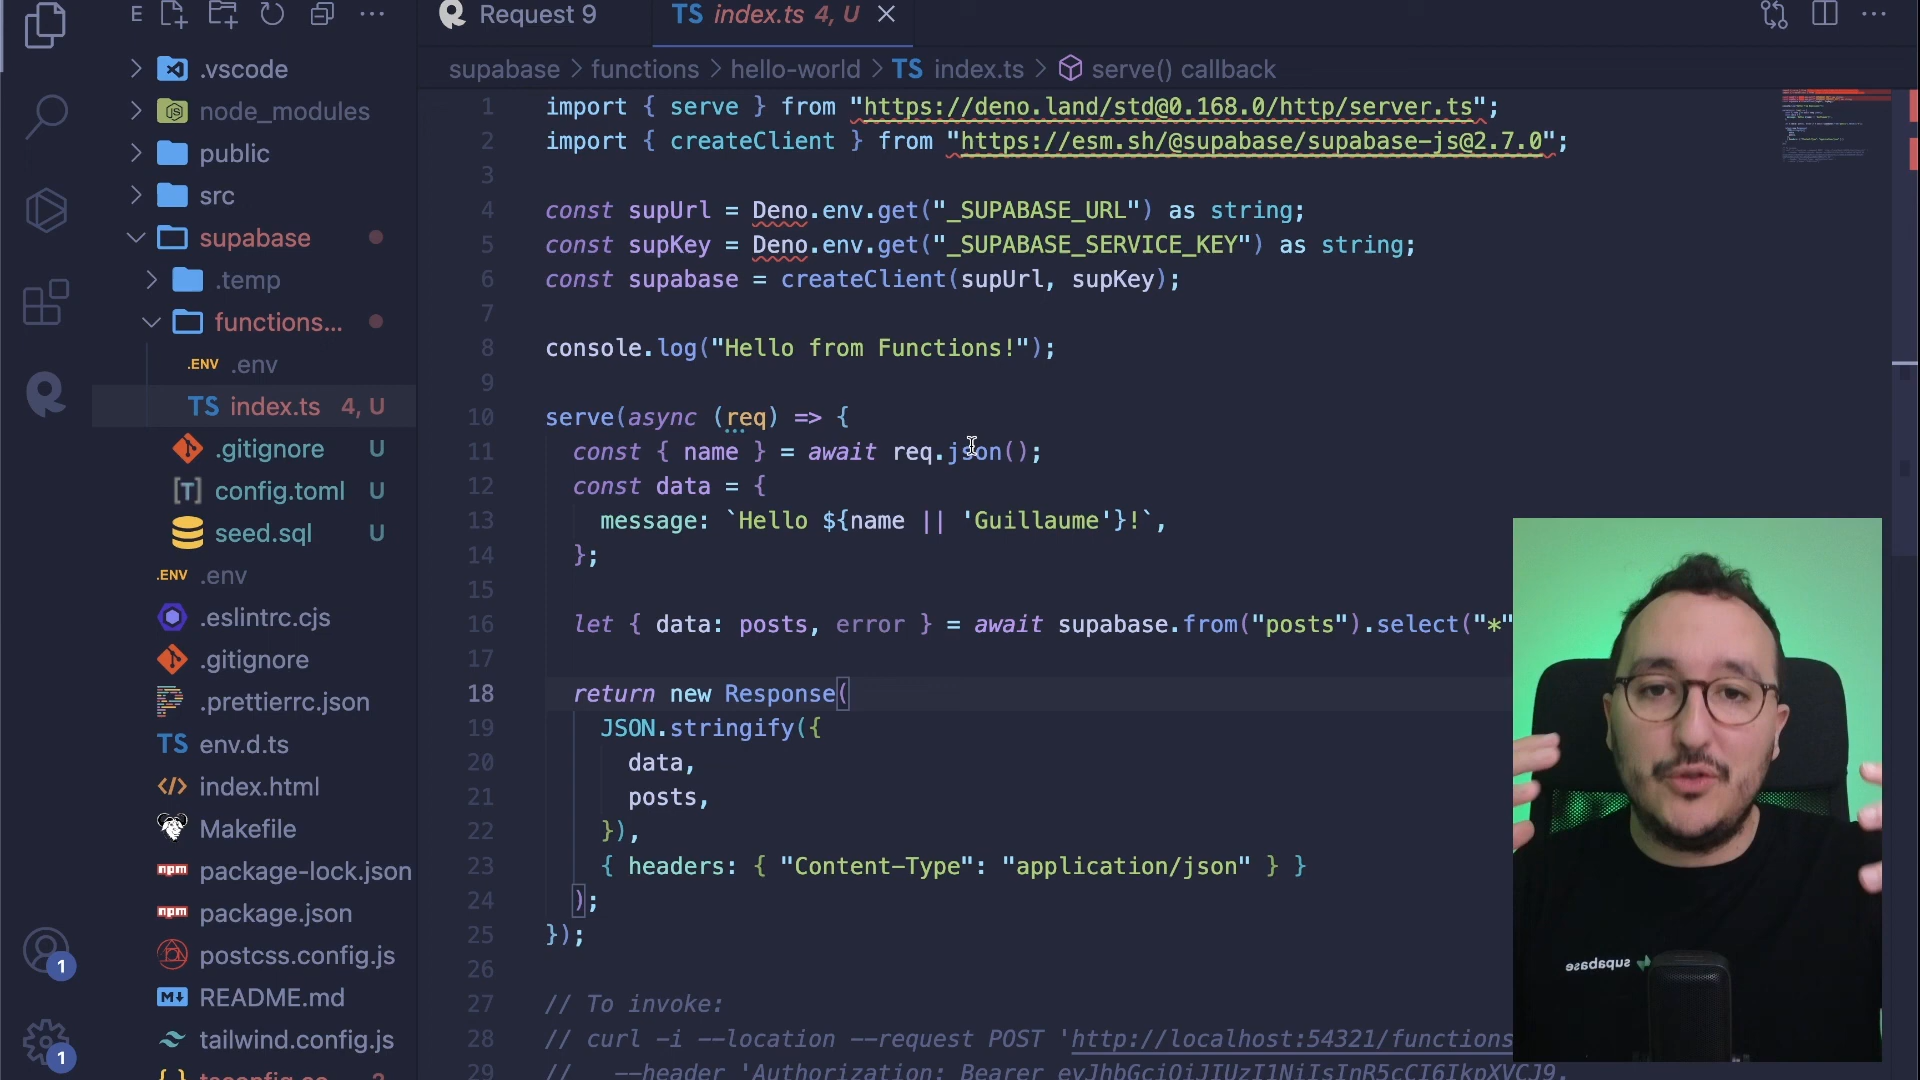 E
Request 9
TS index.ts 4, U
supabase > functions > hello-world > TS index.ts > serve() callback
.vscode
node_modules
public
src
supabase
.temp
functions...
.ENV .env
TS index.ts 4, U
.gitignore U
[T] config.toml U
seed.sql U
.ENV .env
.eslintrc.cjs
.gitignore
.prettierrc.json
TS env.d.ts
</> index.html
Makefile
npm package-lock.json
npm package.json
postcss.config.js
M↓ README.md
tailwind.config.js
1
1
1 import { serve } from "https://deno.land/std@0.168.0/http/server.ts";
2 import { createClient } from "https://esm.sh/@supabase/supabase-js@2.7.0";
3
4 const supUrl = Deno.env.get("_SUPABASE_URL") as string;
5 const supKey = Deno.env.get("_SUPABASE_SERVICE_KEY") as string;
6 const supabase = createClient(supUrl, supKey);
7
8 console.log("Hello from Functions!");
9
10 serve(async (req) => {
11 const { name } = await req.json();
12 const data = {
13 message: `Hello ${name || 'Guillaume'}!`,
14 };
15
16 let { data: posts, error } = await supabase.from("posts").select("*"
17
18 return new Response(
19 JSON.stringify({
20 data,
21 posts,
22 }),
23 { headers: { "Content-Type": "application/json" } }
24 );
25 });
26
27 // To invoke:
28 // curl -i --location --request POST 'http://localhost:54321/functions
29 // --header 'Authorization: Bearer
supabase